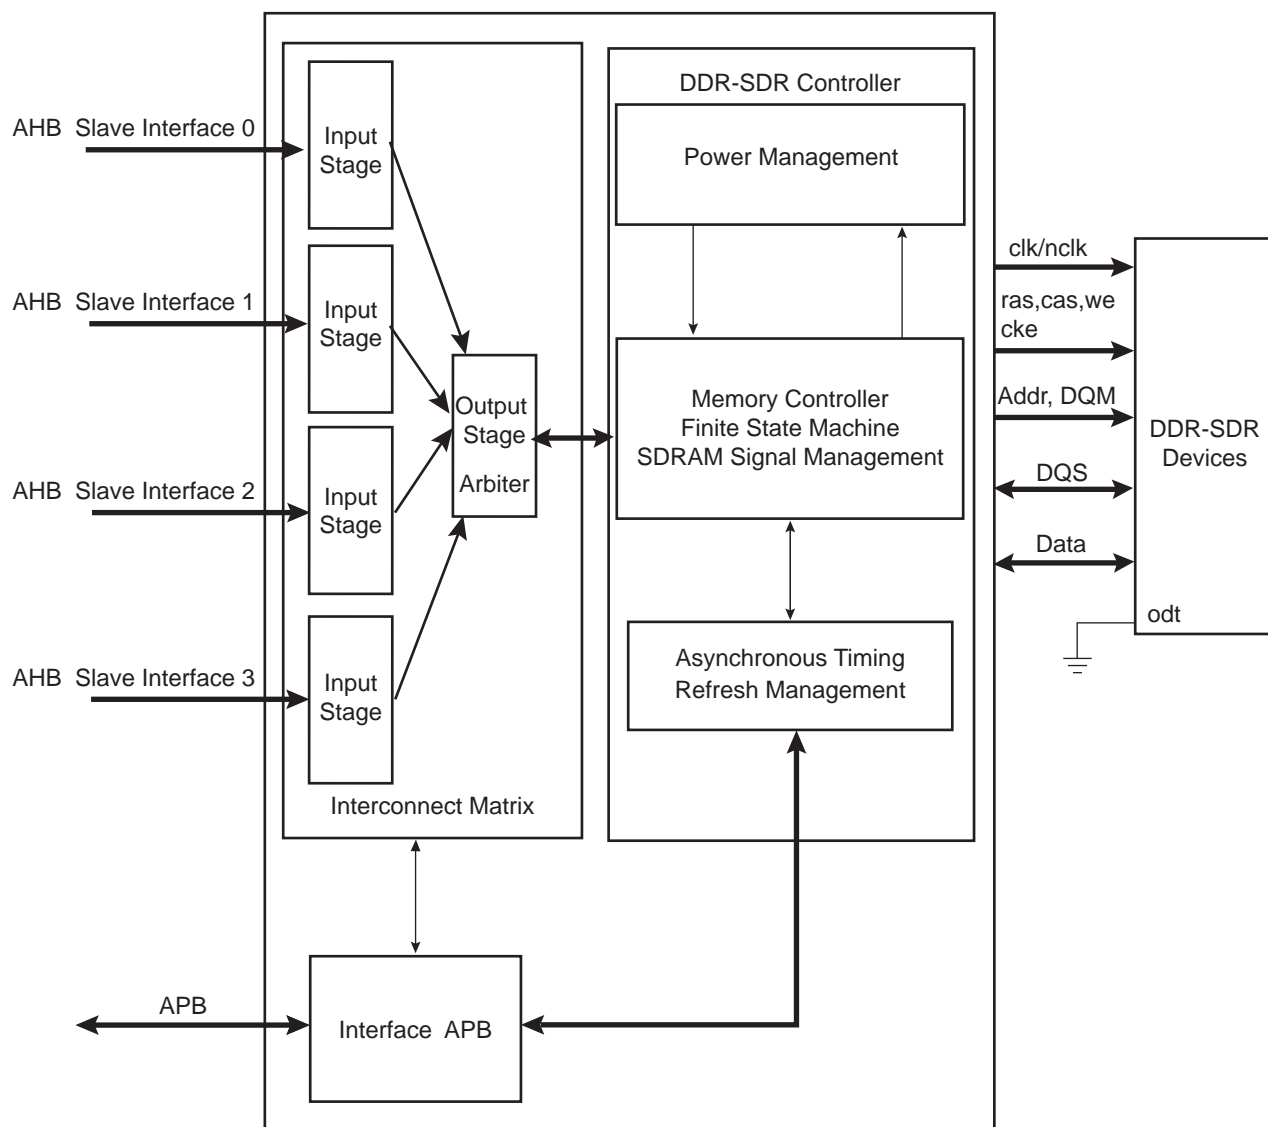 DDR-SDR Controller
Power Management
AHB  Slave Interface 0
Input
Stage
AHB  Slave Interface 1
Input
Stage
AHB  Slave Interface 2
Input
Stage
AHB  Slave Interface 3
Input
Stage
Output
Stage
Arbiter
Interconnect Matrix
Memory Controller
Finite State Machine
SDRAM Signal Management
Asynchronous Timing
Refresh Management
clk/nclk
ras,cas,we
cke
Addr, DQM
DQS
Data
odt
DDR-SDR
Devices
APB
Interface  APB